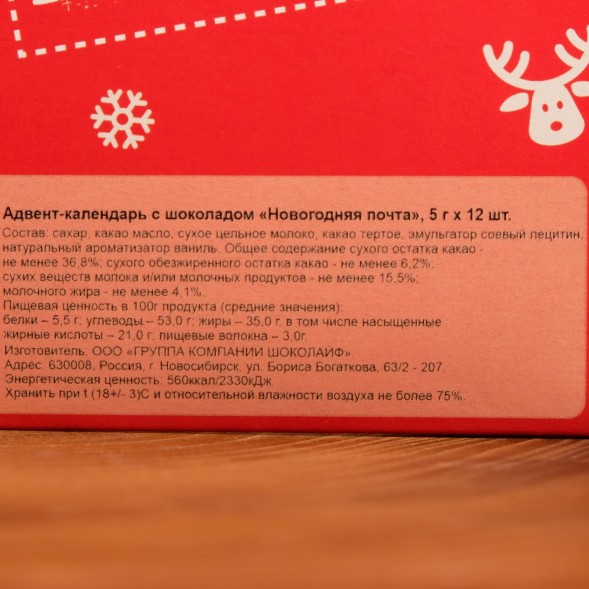 Адвент-календарь с шоколадом «Новогодняя почта», 5 г х 12 шт.
Состав: сахар, какао масло, сухое цельное молоко, какао тертое, эмульгатор соевый лецитин,
натуральный ароматизатор ваниль. Общее содержание сухого остатка какао -
не менее 36,8%; сухого обезжиренного остатка какао - не менее 6,2%;
сухих веществ молока и/или молочных продуктов - не менее 15,5%;
молочного жира - не менее 4,1%.
Пищевая ценность в 100г продукта (средние значения):
белки – 5,5 г; углеводы – 53,0 г; жиры – 35,0 г, в том числе насыщенные
жирные кислоты – 21,0 г; пищевые волокна – 3,0г.
Изготовитель: ООО «ГРУППА КОМПАНИИ ШОКОЛАЙФ»
Адрес: 630008, Россия, г. Новосибирск, ул. Бориса Богаткова, 63/2 - 207.
Энергетическая ценность: 560ккал/2330кДж.
Хранить при t (18+/- 3)С и относительной влажности воздуха не более 75%.